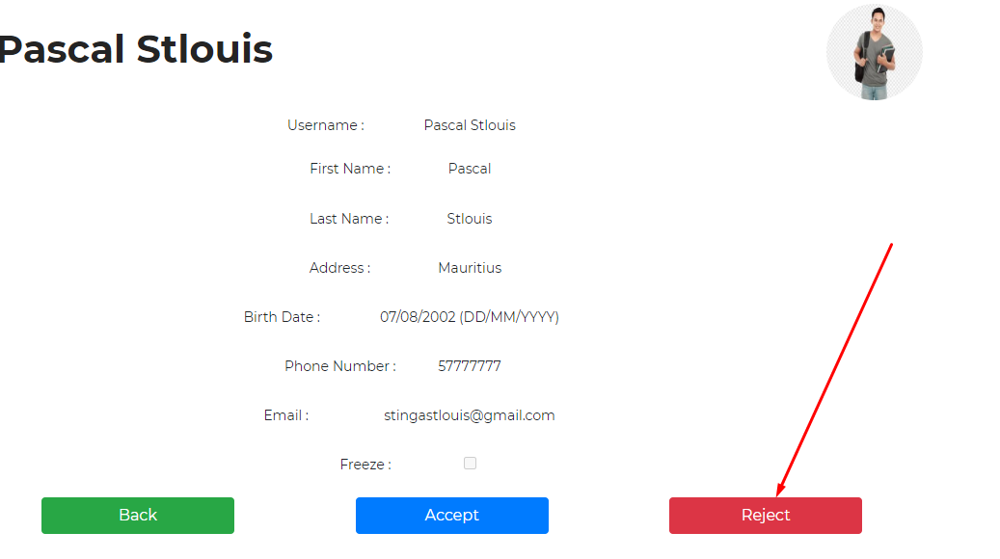 Pascal Stlouis
Username : Pascal Stlouis
First Name : Pascal
Last Name : Stlouis
Address : Mauritius
Birth Date : 07/08/2002 (DD/MM/YYYY)
Phone Number : 57777777
Email : stingastlouis@gmail.com
Freeze :
Back Accept Reject